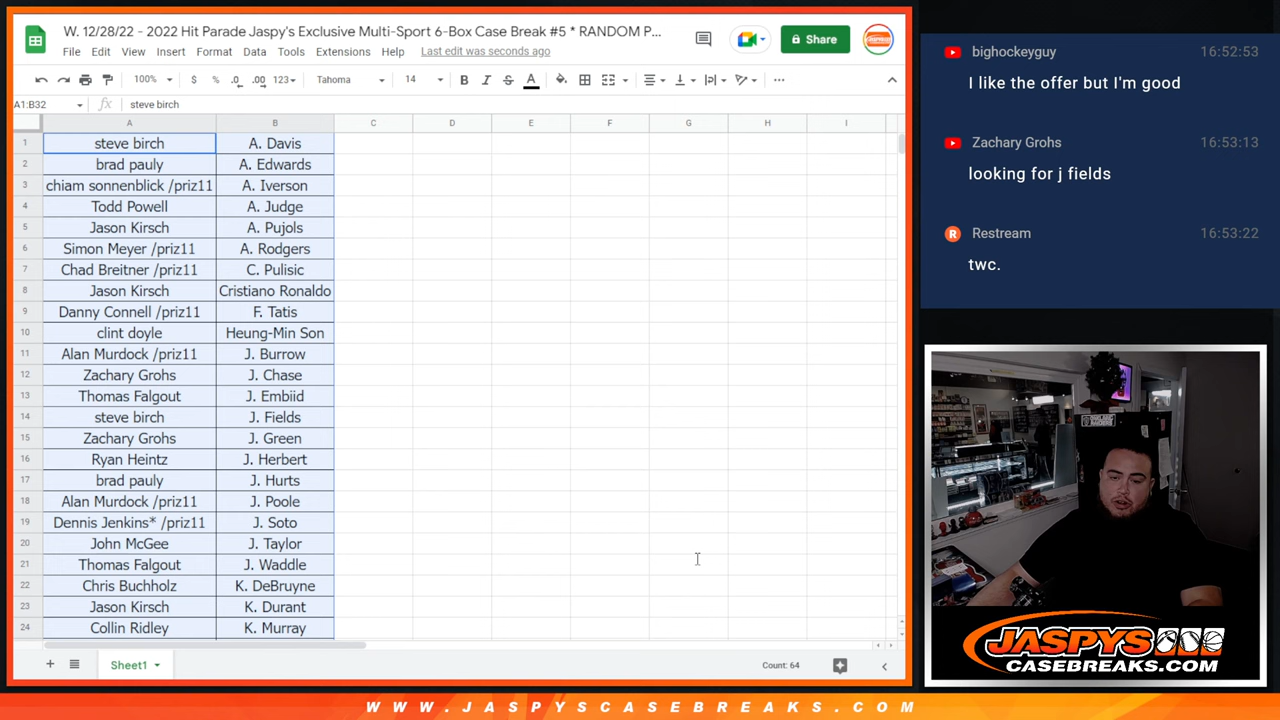 W. 12/28/22 - 2022 Hit Parade Jaspy's Exclusive Multi-Sport 6-Box Case Break #5 * RANDOM P...
Share
File Edit View Insert Format Data Tools Extensions Help Last edit was seconds ago
100% $ % .0 .00 123 Tahoma 14 B I S A
A1:B32 fx steve birch
A B C D E F G H I
1 steve birch A. Davis
2 brad pauly A. Edwards
3 chiam sonnenblick /priz11 A. Iverson
4 Todd Powell A. Judge
5 Jason Kirsch A. Pujols
6 Simon Meyer /priz11 A. Rodgers
7 Chad Breitner /priz11 C. Pulisic
8 Jason Kirsch Cristiano Ronaldo
9 Danny Connell /priz11 F. Tatis
10 clint doyle Heung-Min Son
11 Alan Murdock /priz11 J. Burrow
12 Zachary Grohs J. Chase
13 Thomas Falgout J. Embiid
14 steve birch J. Fields
15 Zachary Grohs J. Green
16 Ryan Heintz J. Herbert
17 brad pauly J. Hurts
18 Alan Murdock /priz11 J. Poole
19 Dennis Jenkins* /priz11 J. Soto
20 John McGee J. Taylor
21 Thomas Falgout J. Waddle
22 Chris Buchholz K. DeBruyne
23 Jason Kirsch K. Durant
24 Collin Ridley K. Murray
Sheet1
Count: 64
bighockeyguy 16:52:53
I like the offer but I'm good
Zachary Grohs 16:53:13
looking for j fields
R Restream 16:53:22
twc.
JASPYS
CASEBREAKS.COM
WWW.JASPYSCASEBREAKS.COM